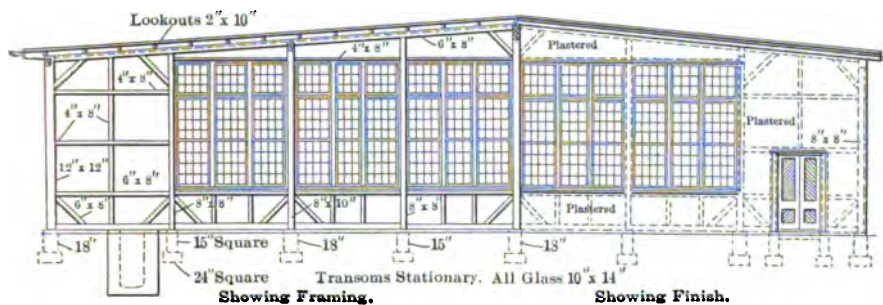 Lookouts 2"x 10"
4"x 8"
6"x 8"
Plastered
4"x 8"
4"x 8"
Plastered
8"x 8"
12"x 12"
6"x 8"
6"x 8"
8"x 8"
8"x 10"
8"x 8"
Plastered
18"
15" Square
18"
15"
18"
24" Square
Transoms Stationary. All Glass 10"x 14"
Showing Framing.
Showing Finish.